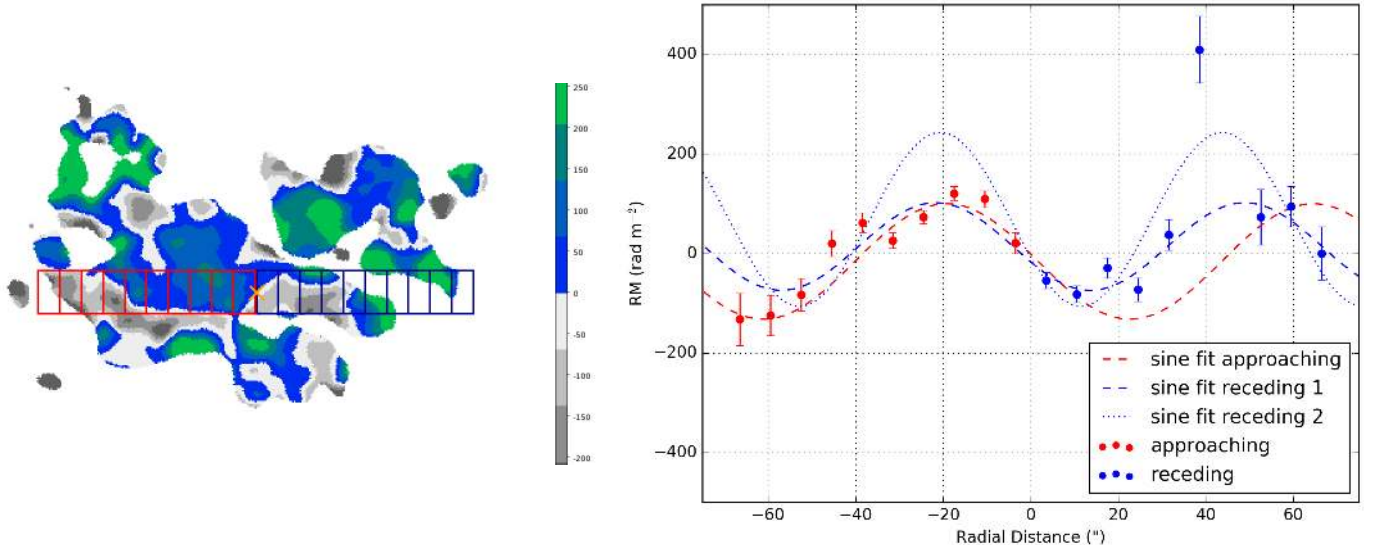 250
200
150
100
50
0
-50
-100
-150
-200
400
200
0
−200
−400
RM (rad m⁻²)
−60 −40 −20 0 20 40 60
Radial Distance (")
sine fit approaching
sine fit receding 1
sine fit receding 2
approaching
receding